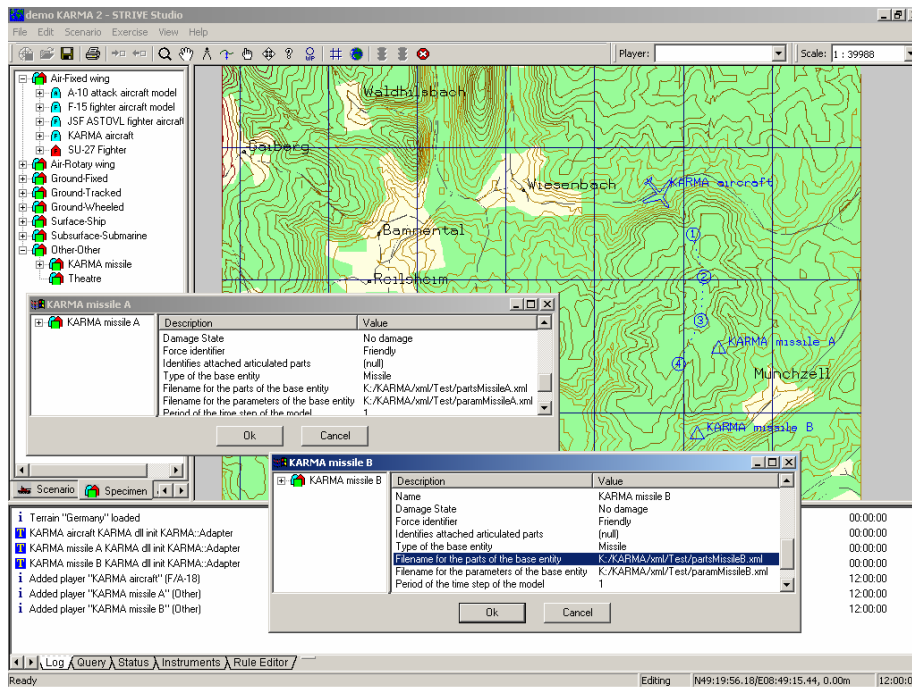 demo KARMA 2 - STRIVE Studio
File Edit Scenario Exercise View Help
Player: Scale: 1 : 39988
Air-Fixed wing
A-10 attack aircraft model
F-15 fighter aircraft model
JSF ASTOVL fighter aircraft
KARMA aircraft
SU-27 Fighter
Air-Rotary wing
Ground-Fixed
Ground-Tracked
Ground-Wheeled
Surface-Ship
Subsurface-Submarine
Other-Other
KARMA missile
Theatre
Scenario Specimen
Waldhilsbach
Gaiberg
Wiesenbach
KARMA aircraft
Bammental
Reilsheim
1
2
3
4
KARMA missile A
Munchzell
KARMA missile B
KARMA missile A
KARMA missile A
Description Value
Damage State No damage
Force identifier Friendly
Identifies attached articulated parts (null)
Type of the base entity Missile
Filename for the parts of the base entity K:/KARMA/xml/Test/partsMissileA.xml
Filename for the parameters of the base entity K:/KARMA/xml/Test/paramMissileA.xml
Period of the time step of the model 1
Ok Cancel
KARMA missile B
KARMA missile B
Description Value
Name KARMA missile B
Damage State No damage
Force identifier Friendly
Identifies attached articulated parts (null)
Type of the base entity Missile
Filename for the parts of the base entity K:/KARMA/xml/Test/partsMissileB.xml
Filename for the parameters of the base entity K:/KARMA/xml/Test/paramMissileB.xml
Period of the time step of the model 1
Ok Cancel
Terrain "Germany" loaded 00:00:00
KARMA aircraft KARMA dll init KARMA::Adapter 00:00:00
KARMA missile A KARMA dll init KARMA::Adapter 00:00:00
KARMA missile B KARMA dll init KARMA::Adapter 00:00:00
Added player "KARMA aircraft" (F/A-18) 12:00:00
Added player "KARMA missile A" (Other) 12:00:00
Added player "KARMA missile B" (Other) 12:00:00
Log Query Status Instruments Rule Editor
Ready Editing N49:19:56.18/E08:49:15.44, 0.00m 12:00:0